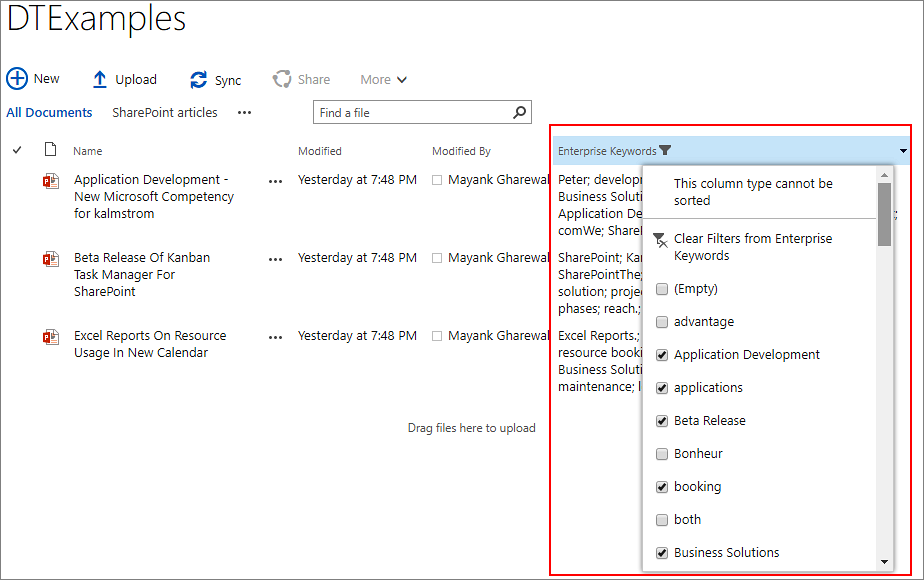 DTExamples
New Upload Sync Share More
All Documents SharePoint articles ••• Find a file
Name Modified Modified By Enterprise Keywords
Application Development -
New Microsoft Competency
for kalmstrom
••• Yesterday at 7:48 PM Mayank Gharewal
Peter; develop
Business Soluti
Application De
comWe; ShareP
Beta Release Of Kanban
Task Manager For
SharePoint
••• Yesterday at 7:48 PM Mayank Gharewal
SharePoint; Kan
SharePointThe;
solution; projec
phases; reach.;
Excel Reports On Resource
Usage In New Calendar
••• Yesterday at 7:48 PM Mayank Gharewal
Excel Reports.;
resource booki
Business Solutio
maintenance; l
Drag files here to upload
This column type cannot be
sorted
Clear Filters from Enterprise
Keywords
(Empty)
advantage
Application Development
applications
Beta Release
Bonheur
booking
both
Business Solutions